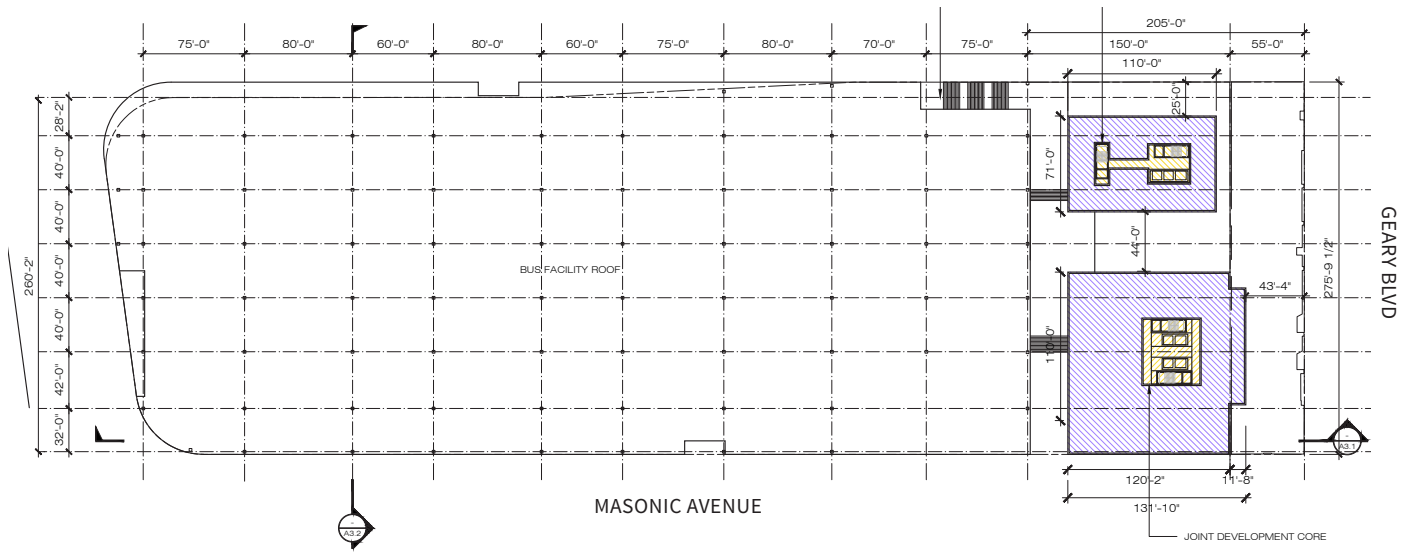 205'-0"
75'-0" 80'-0" 60'-0" 80'-0" 60'-0" 75'-0" 80'-0" 70'-0" 75'-0" 150'-0" 55'-0"
110'-0"
25'-0"
28'-2"
40'-0"
71'-0"
40'-0"
44'-0"
GEARY BLVD
260'-2"
40'-0"
BUS FACILITY ROOF
275'-9 1/2"
43'-4"
40'-0"
110'-0"
42'-0"
32'-0"
A3.1
120'-2" 11'-8"
MASONIC AVENUE
131'-10"
A3.2
JOINT DEVELOPMENT CORE